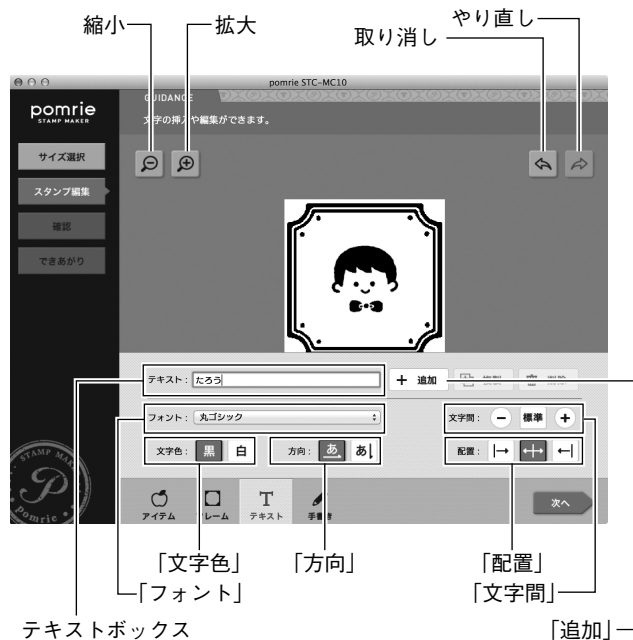 縮小
拡大
取り消し
やり直し
pomrie STC-MC10
pomrie
STAMP MAKER
GUIDANCE
文字の挿入や編集ができます。
サイズ選択
スタンプ編集
確認
できあがり
テキスト： たろう
＋ 追加
フォント： 丸ゴシック
文字間： － 標準 ＋
文字色： 黒 白
方向： あ あ
配置：
STAMP MAKER
P
Pomrie
アイテム
フレーム
テキスト
手書き
次へ
「文字色」
「方向」
「配置」
「フォント」
「文字間」
テキストボックス
「追加」